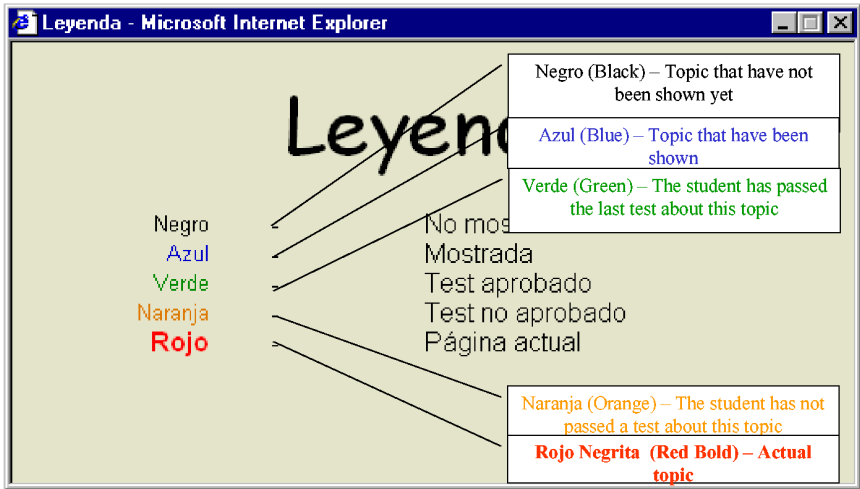 Leyenda - Microsoft Internet Explorer
Negro (Black) – Topic that have not
been shown yet
Leyen
Azul (Blue) – Topic that have been
shown
Verde (Green) – The student has passed
the last test about this topic
Negro - No mos
Azul - Mostrada
Verde - Test aprobado
Naranja - Test no aprobado
Rojo - Página actual
Naranja (Orange) – The student has not
passed a test about this topic
Rojo Negrita (Red Bold) – Actual
topic